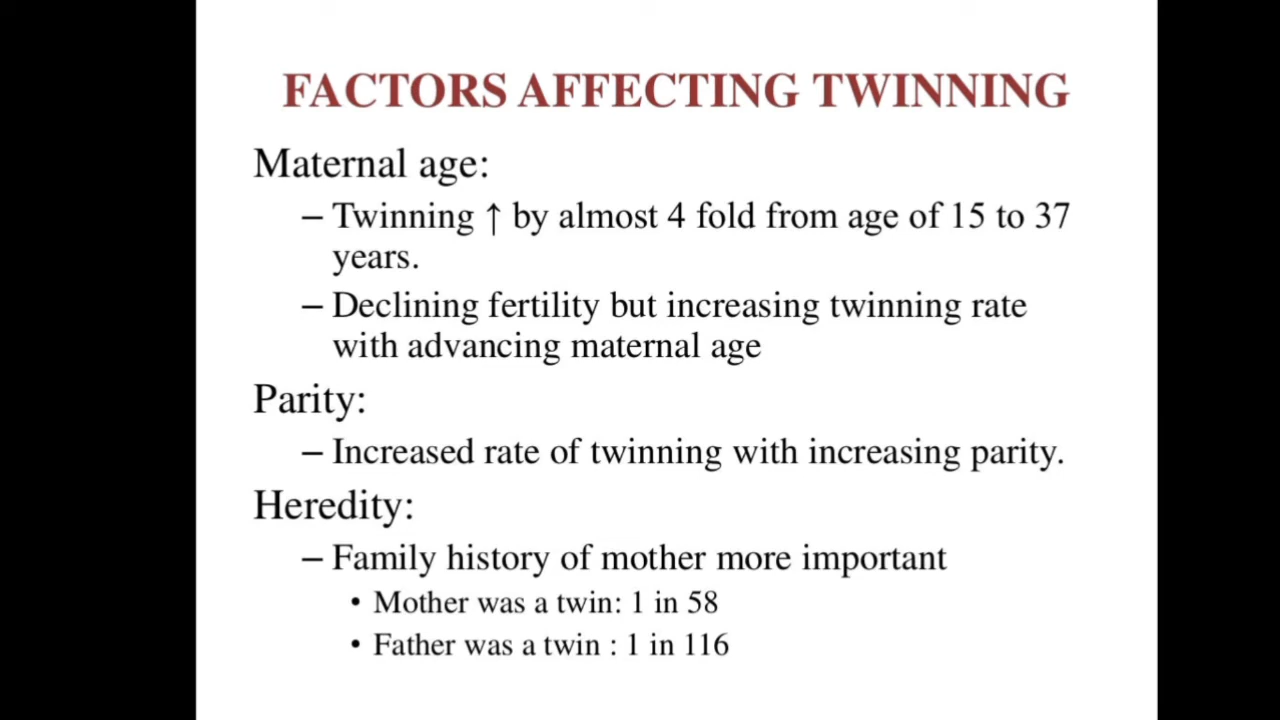 FACTORS AFFECTING TWINNING
Maternal age:
– Twinning ↑ by almost 4 fold from age of 15 to 37
years.
– Declining fertility but increasing twinning rate
with advancing maternal age
Parity:
– Increased rate of twinning with increasing parity.
Heredity:
– Family history of mother more important
• Mother was a twin: 1 in 58
• Father was a twin : 1 in 116